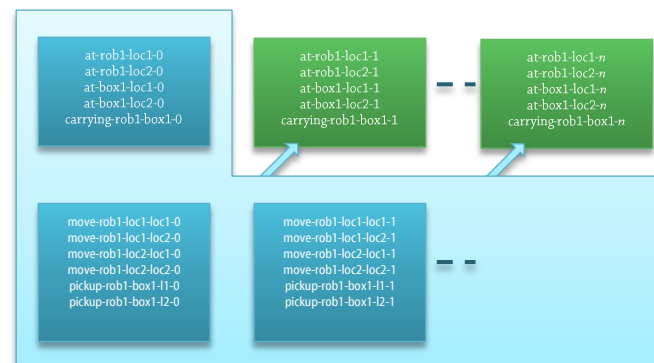 at-rob1-loc1-0
at-rob1-loc2-0
at-box1-loc1-0
at-box1-loc2-0
carrying-rob1-box1-0
at-rob1-loc1-1
at-rob1-loc2-1
at-box1-loc1-1
at-box1-loc2-1
carrying-rob1-box1-1
at-rob1-loc1-n
at-rob1-loc2-n
at-box1-loc1-n
at-box1-loc2-n
carrying-rob1-box1-n
move-rob1-loc1-loc1-0
move-rob1-loc1-loc2-0
move-rob1-loc2-loc1-0
move-rob1-loc2-loc2-0
pickup-rob1-box1-l1-0
pickup-rob1-box1-l2-0
move-rob1-loc1-loc1-1
move-rob1-loc1-loc2-1
move-rob1-loc2-loc1-1
move-rob1-loc2-loc2-1
pickup-rob1-box1-l1-1
pickup-rob1-box1-l2-1